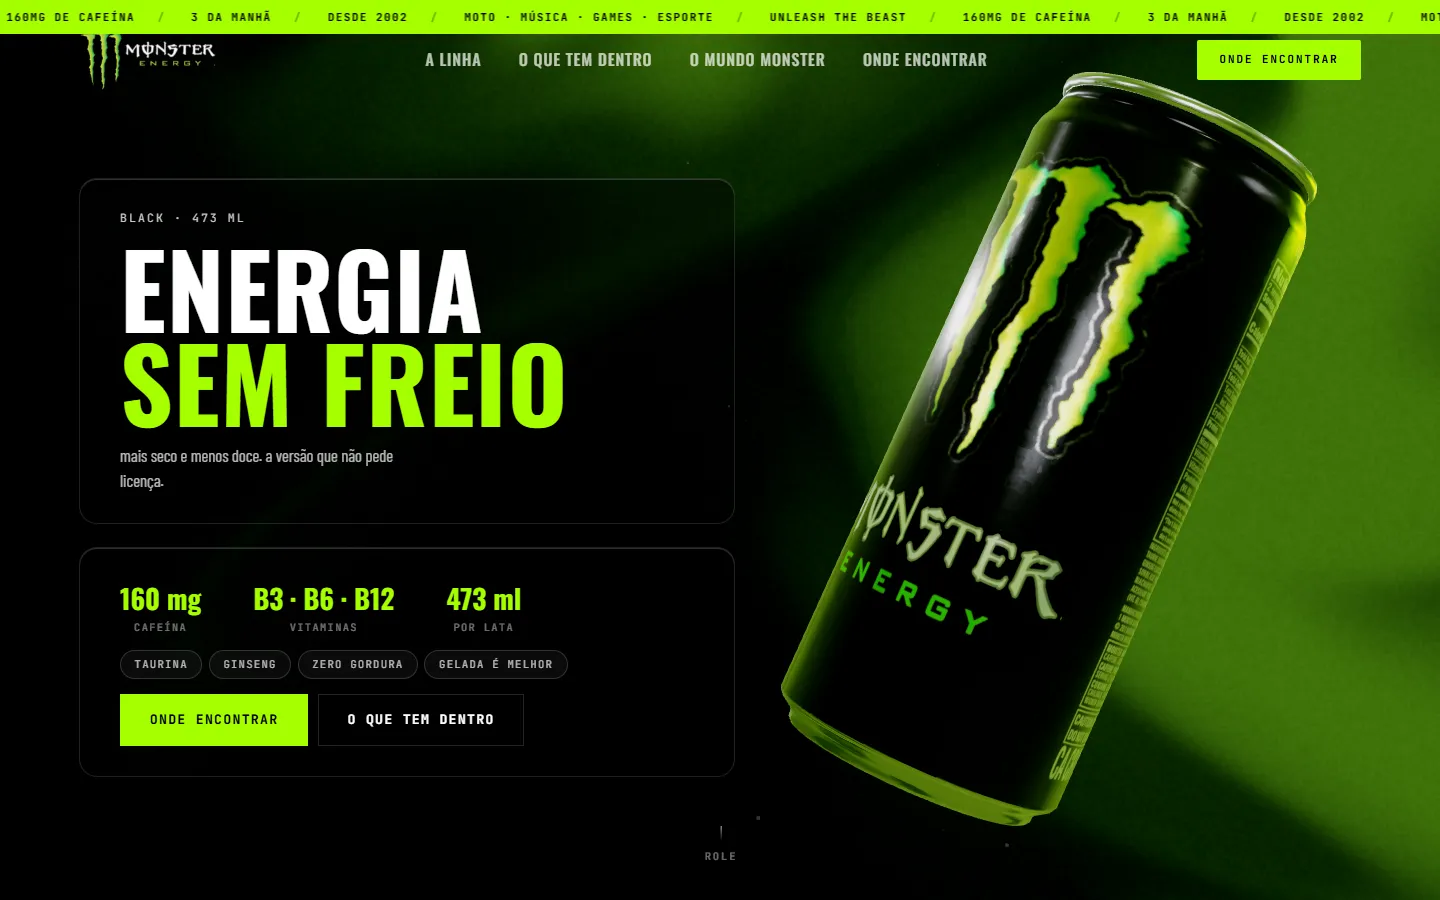 160MG DE CAFEÍNA / 3 DA MANHÃ / DESDE 2002 / MOTO · MÚSICA · GAMES · ESPORTE / UNLEASH THE BEAST / 160MG DE CAFEÍNA / 3 DA MANHÃ / DESDE 2002 /
MONSTER
ENERGY
A LINHA
O QUE TEM DENTRO
O MUNDO MONSTER
ONDE ENCONTRAR
ONDE ENCONTRAR
BLACK · 473 ML
ENERGIA
SEM FREIO
mais seco e menos doce. a versão que não pede
licença.
160 mg
CAFEÍNA
B3 · B6 · B12
VITAMINAS
473 ml
POR LATA
TAURINA
GINSENG
ZERO GORDURA
GELADA É MELHOR
ONDE ENCONTRAR
O QUE TEM DENTRO
MONSTER
ENERGY
ROLE